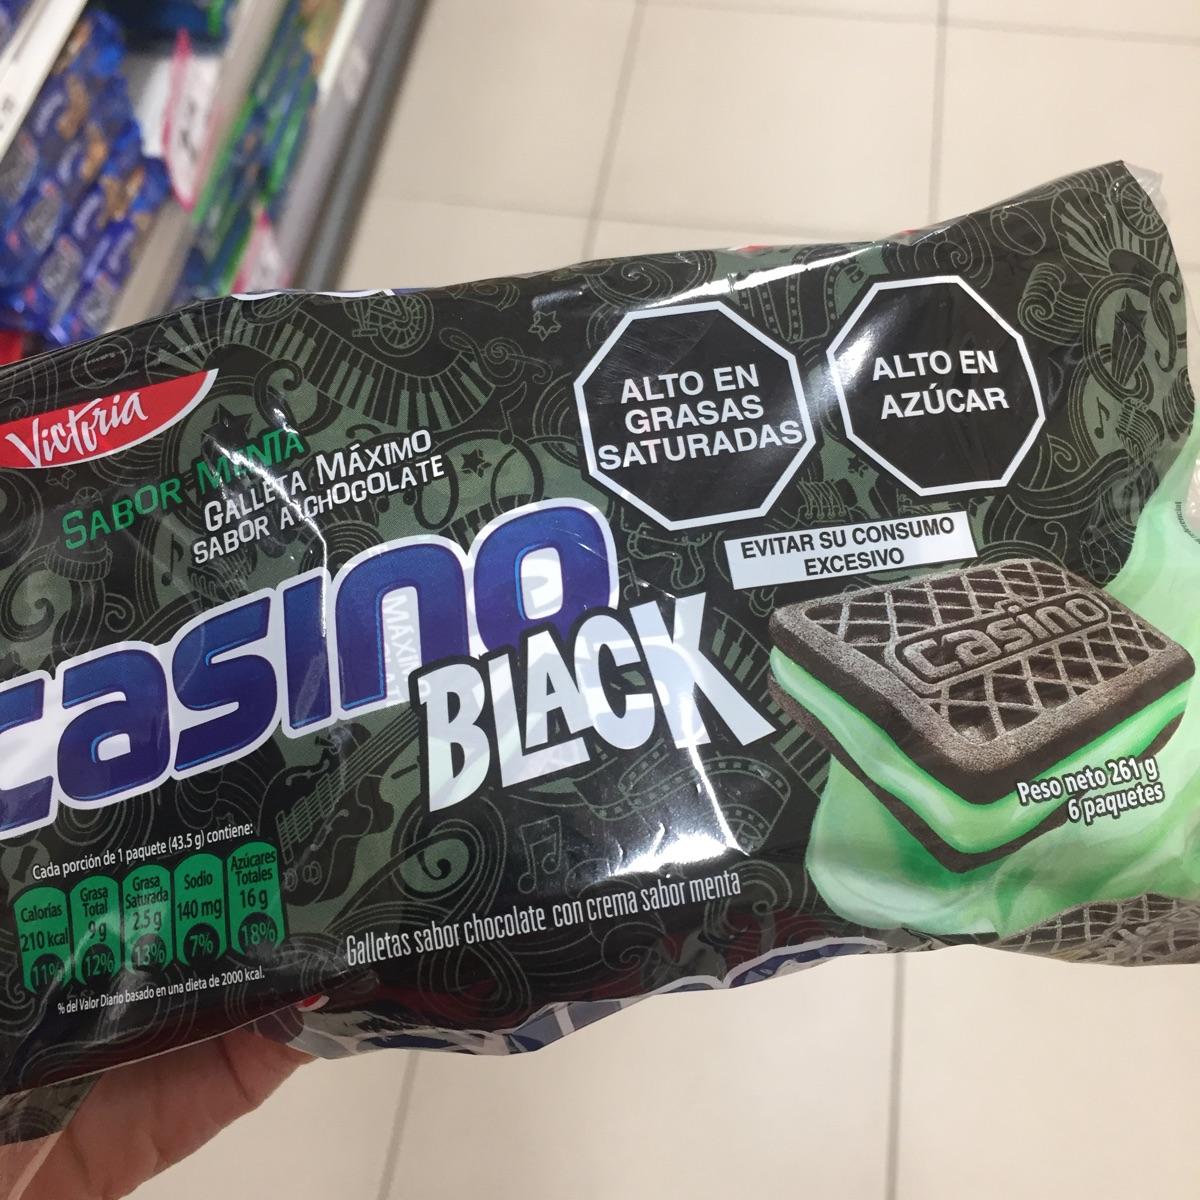 Victoria
SABOR MENTA
GALLETA MÁXIMO
SABOR A CHOCOLATE
casino
BLACK
ALTO EN
GRASAS
SATURADAS
ALTO EN
AZÚCAR
EVITAR SU CONSUMO
EXCESIVO
casino
Peso neto 261 g
6 paquetes
Cada porción de 1 paquete (43.5 g) contiene:
Calorías
210 kcal
11%
Grasa
Total
9 g
12%
Grasa
Saturada
2.5 g
13%
Sodio
140 mg
7%
Azúcares
Totales
16 g
18%
% del Valor Diario basado en una dieta de 2000 kcal.
Galletas sabor chocolate con crema sabor menta